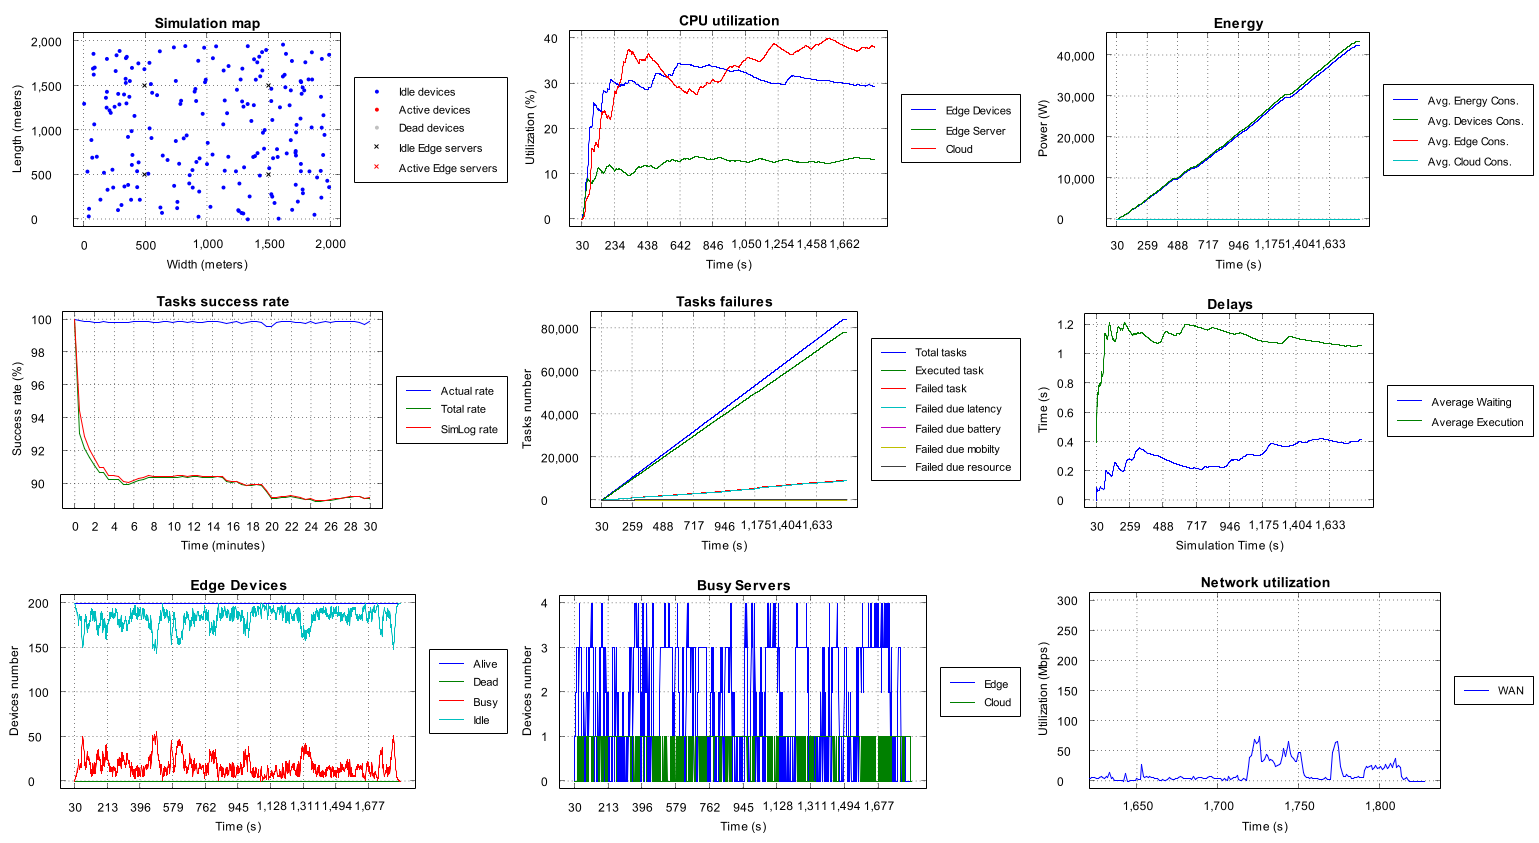 Simulation map
2,000
1,500
1,000
500
0
Length (meters)
0 500 1,000 1,500 2,000
Width (meters)
Idle devices
Active devices
Dead devices
Idle Edge servers
Active Edge servers
CPU utilization
40
30
20
10
0
Utilization (%)
30 234 438 642 846 1,050 1,254 1,458 1,662
Time (s)
Edge Devices
Edge Server
Cloud
Energy
40,000
30,000
20,000
10,000
0
Power (W)
30 259 488 717 946 1,175 1,404 1,633
Time (s)
Avg. Energy Cons.
Avg. Devices Cons.
Avg. Edge Cons.
Avg. Cloud Cons.
Tasks success rate
100
98
96
94
92
90
Success rate (%)
0 2 4 6 8 10 12 14 16 18 20 22 24 26 28 30
Time (minutes)
Actual rate
Total rate
SimLog rate
Tasks failures
80,000
60,000
40,000
20,000
0
Tasks number
30 259 488 717 946 1,175 1,404 1,633
Time (s)
Total tasks
Executed task
Failed task
Failed due latency
Failed due battery
Failed due mobilty
Failed due resource
Delays
1.2
1
0.8
0.6
0.4
0.2
0
Time (s)
30 259 488 717 946 1,175 1,404 1,633
Simulation Time (s)
Average Waiting
Average Execution
Edge Devices
200
150
100
50
0
Devices number
30 213 396 579 762 945 1,128 1,311 1,494 1,677
Time (s)
Alive
Dead
Busy
Idle
Busy Servers
4
3
2
1
0
Devices number
30 213 396 579 762 945 1,128 1,311 1,494 1,677
Time (s)
Edge
Cloud
Network utilization
300
250
200
150
100
50
0
Utilization (Mbps)
1,650 1,700 1,750 1,800
Time (s)
WAN